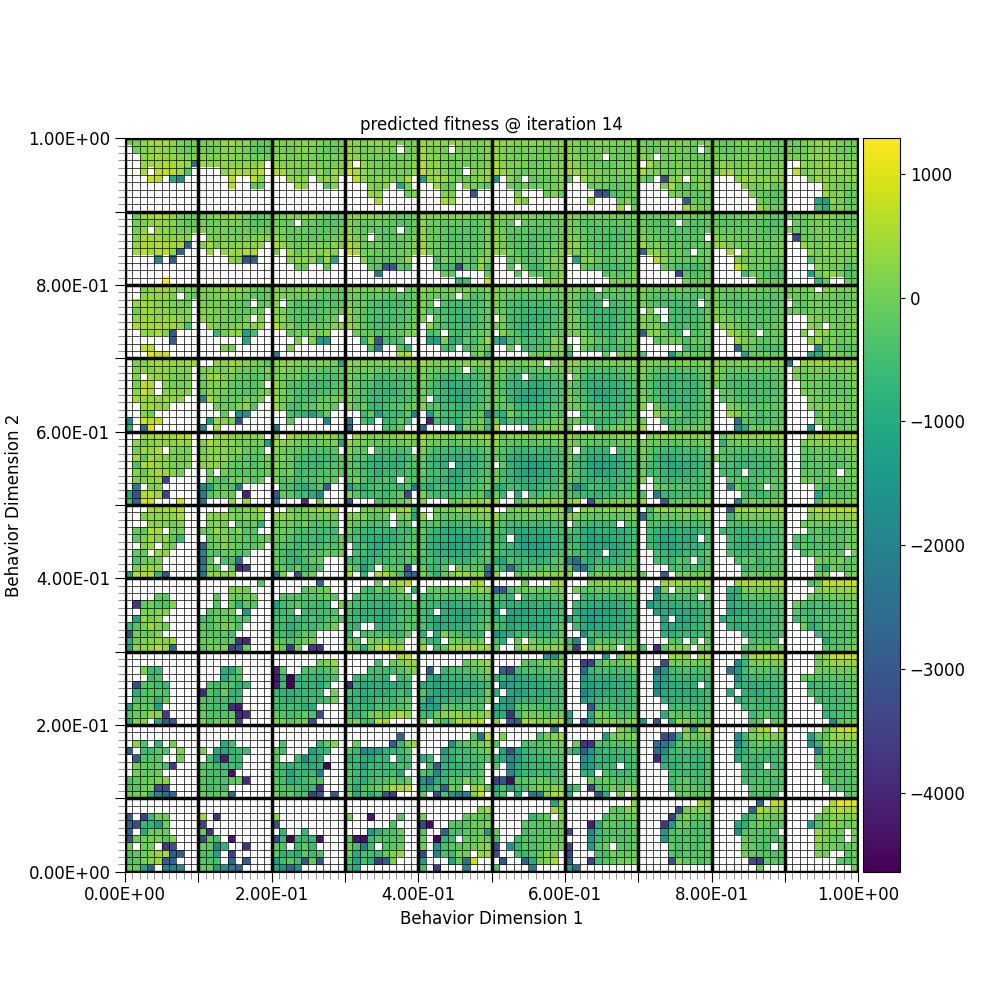 predicted fitness @ iteration 14
1.00E+00
8.00E-01
6.00E-01
4.00E-01
2.00E-01
0.00E+00
Behavior Dimension 2
0.00E+00 2.00E-01 4.00E-01 6.00E-01 8.00E-01 1.00E+00
Behavior Dimension 1
1000
0
−1000
−2000
−3000
−4000